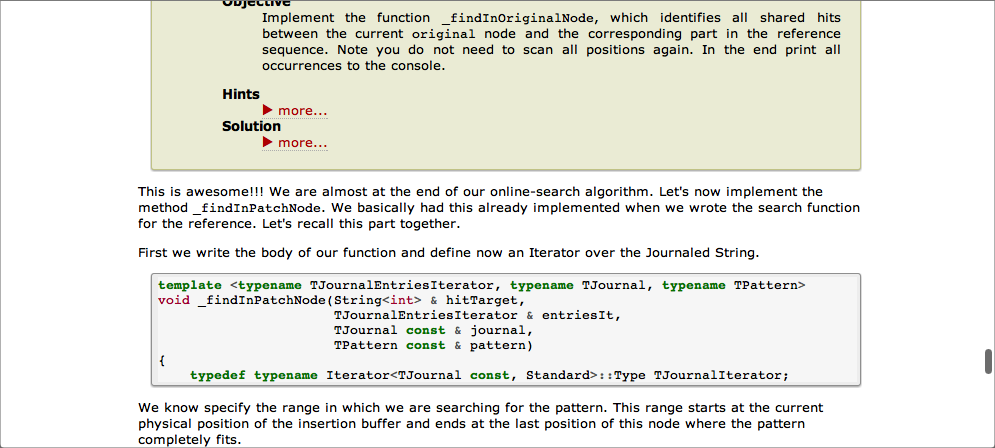 Objective
Implement the function _findInOriginalNode, which identifies all shared hits
between the current original node and the corresponding part in the reference
sequence. Note you do not need to scan all positions again. In the end print all
occurrences to the console.
Hints
▶ more...
Solution
▶ more...
This is awesome!!! We are almost at the end of our online-search algorithm. Let's now implement the
method _findInPatchNode. We basically had this already implemented when we wrote the search function
for the reference. Let's recall this part together.
First we write the body of our function and define now an Iterator over the Journaled String.
template <typename TJournalEntriesIterator, typename TJournal, typename TPattern>
void _findInPatchNode(String<int> & hitTarget,
                      TJournalEntriesIterator & entriesIt,
                      TJournal const & journal,
                      TPattern const & pattern)
{
    typedef typename Iterator<TJournal const, Standard>::Type TJournalIterator;
We know specify the range in which we are searching for the pattern. This range starts at the current
physical position of the insertion buffer and ends at the last position of this node where the pattern
completely fits.